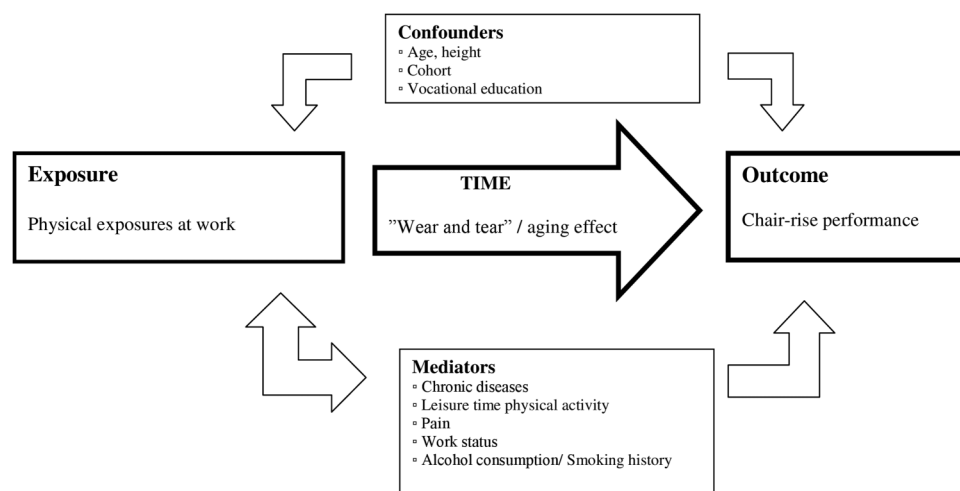 Confounders
▫ Age, height
▫ Cohort
▫ Vocational education
Exposure
Physical exposures at work
TIME
”Wear and tear” / aging effect
Outcome
Chair-rise performance
Mediators
▫ Chronic diseases
▫ Leisure time physical activity
▫ Pain
▫ Work status
▫ Alcohol consumption/ Smoking history